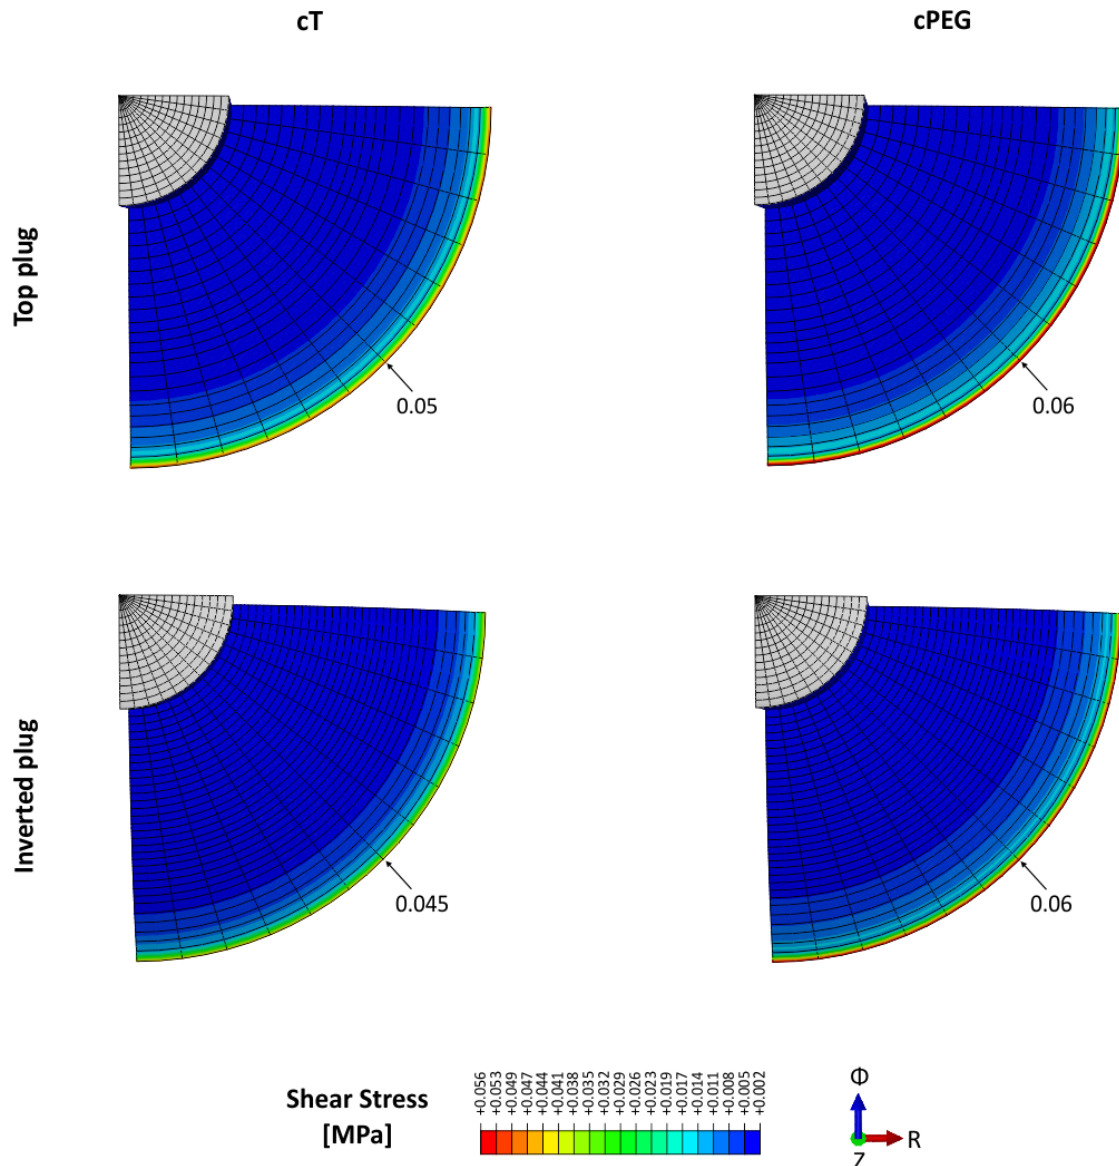 cT
cPEG
Top plug
0.05
0.06
Inverted plug
0.045
0.06
Shear Stress
[MPa]
+0.056
+0.053
+0.049
+0.047
+0.044
+0.041
+0.038
+0.035
+0.032
+0.029
+0.026
+0.023
+0.019
+0.017
+0.014
+0.011
+0.008
+0.005
+0.002
Φ
R
Z